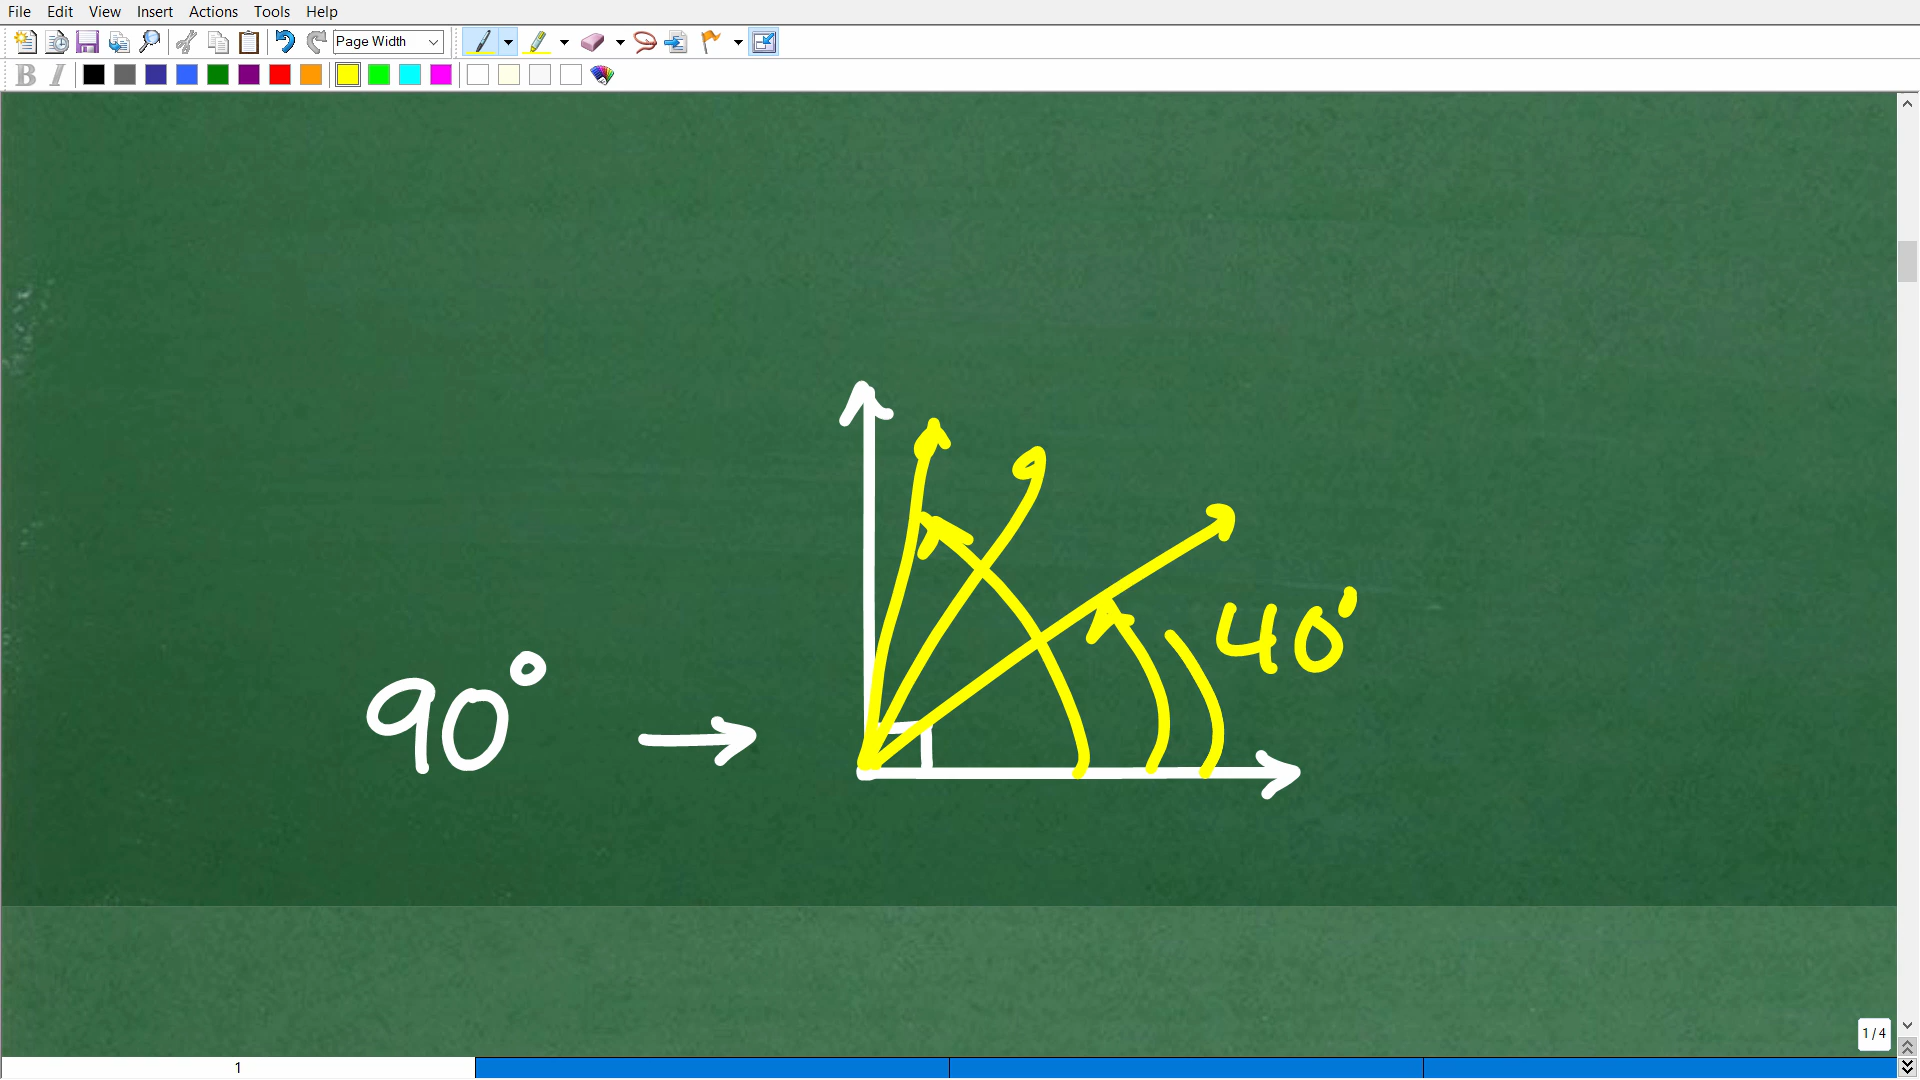 File Edit View Insert Actions Tools Help
Page Width
B I
40°
90° →
1 / 4
1